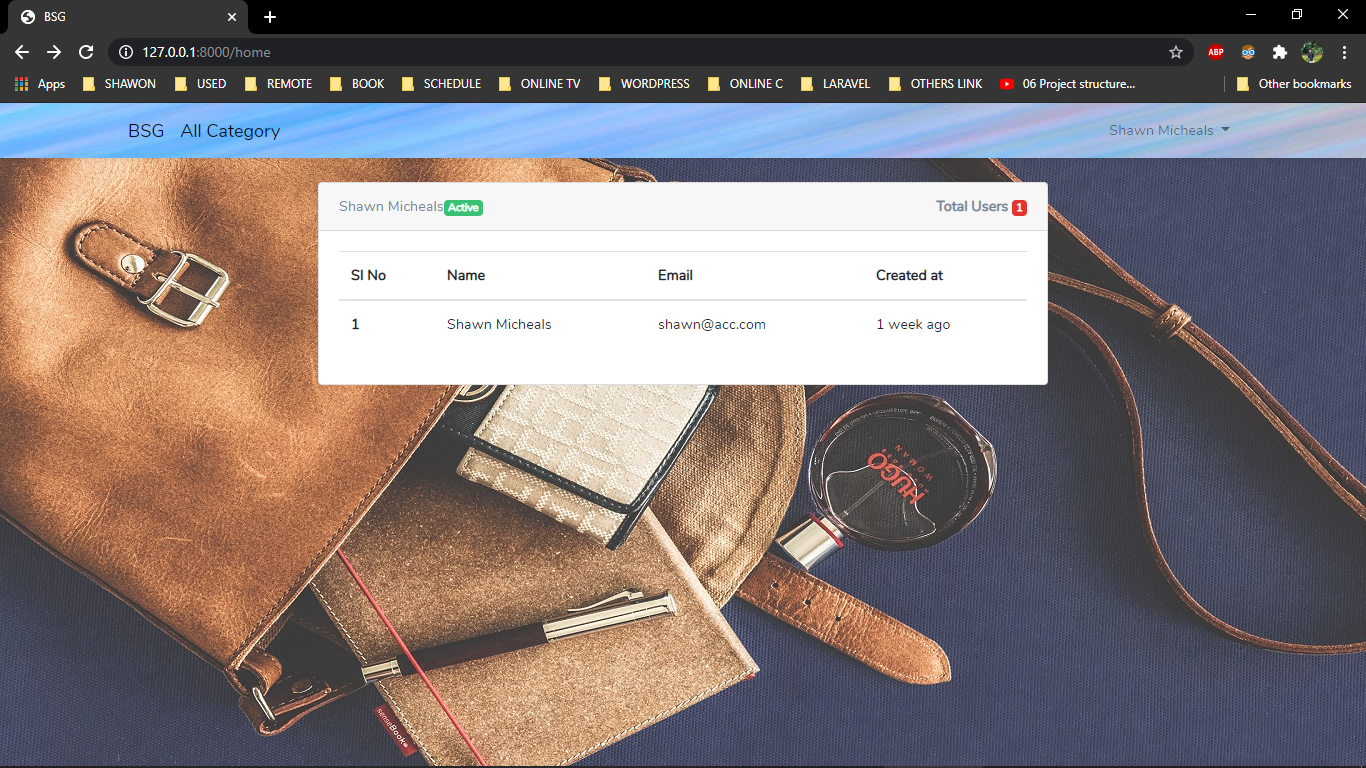 BSG
127.0.0.1:8000/home
ABP
Apps SHAWON USED REMOTE BOOK SCHEDULE ONLINE TV WORDPRESS ONLINE C LARAVEL OTHERS LINK 06 Project structure... Other bookmarks
BSG All Category Shawn Micheals
Shawn Micheals Active Total Users 1
Sl No Name Email Created at
1 Shawn Micheals shawn@acc.com 1 week ago
HUGO
HUGO BOSS
WOMAN
senseBooks